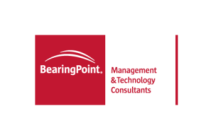 BearingPoint.
Management
& Technology
Consultants